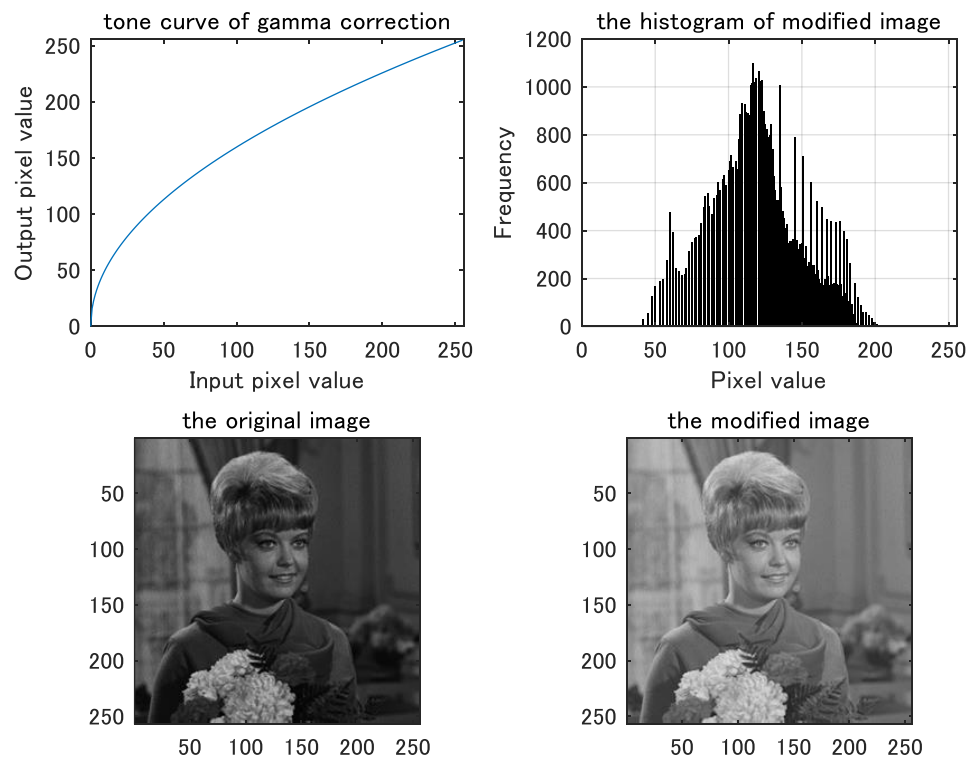 tone curve of gamma correction
250
200
150
100
50
0
Output pixel value
0 50 100 150 200 250
Input pixel value
the histogram of modified image
1200
1000
800
600
400
200
0
Frequency
0 50 100 150 200 250
Pixel value
the original image
50
100
150
200
250
50 100 150 200 250
the modified image
50
100
150
200
250
50 100 150 200 250